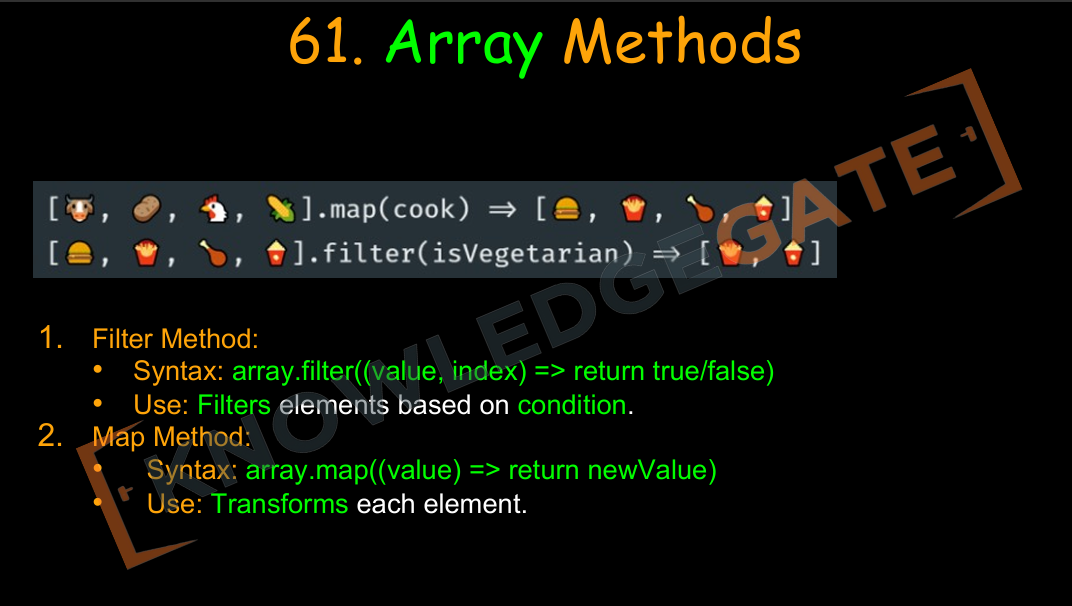 61. Array Methods
[🐮, 🥔, 🐔, 🌽].map(cook) ⇒ [🍔, 🍟, 🍗, 🍿]
[🍔, 🍟, 🍗, 🍿].filter(isVegetarian) ⇒ [🍟, 🍿]
1. Filter Method:
• Syntax: array.filter((value, index) => return true/false)
• Use: Filters elements based on condition.
2. Map Method:
• Syntax: array.map((value) => return newValue)
• Use: Transforms each element.
KNOWLEDGEGATE